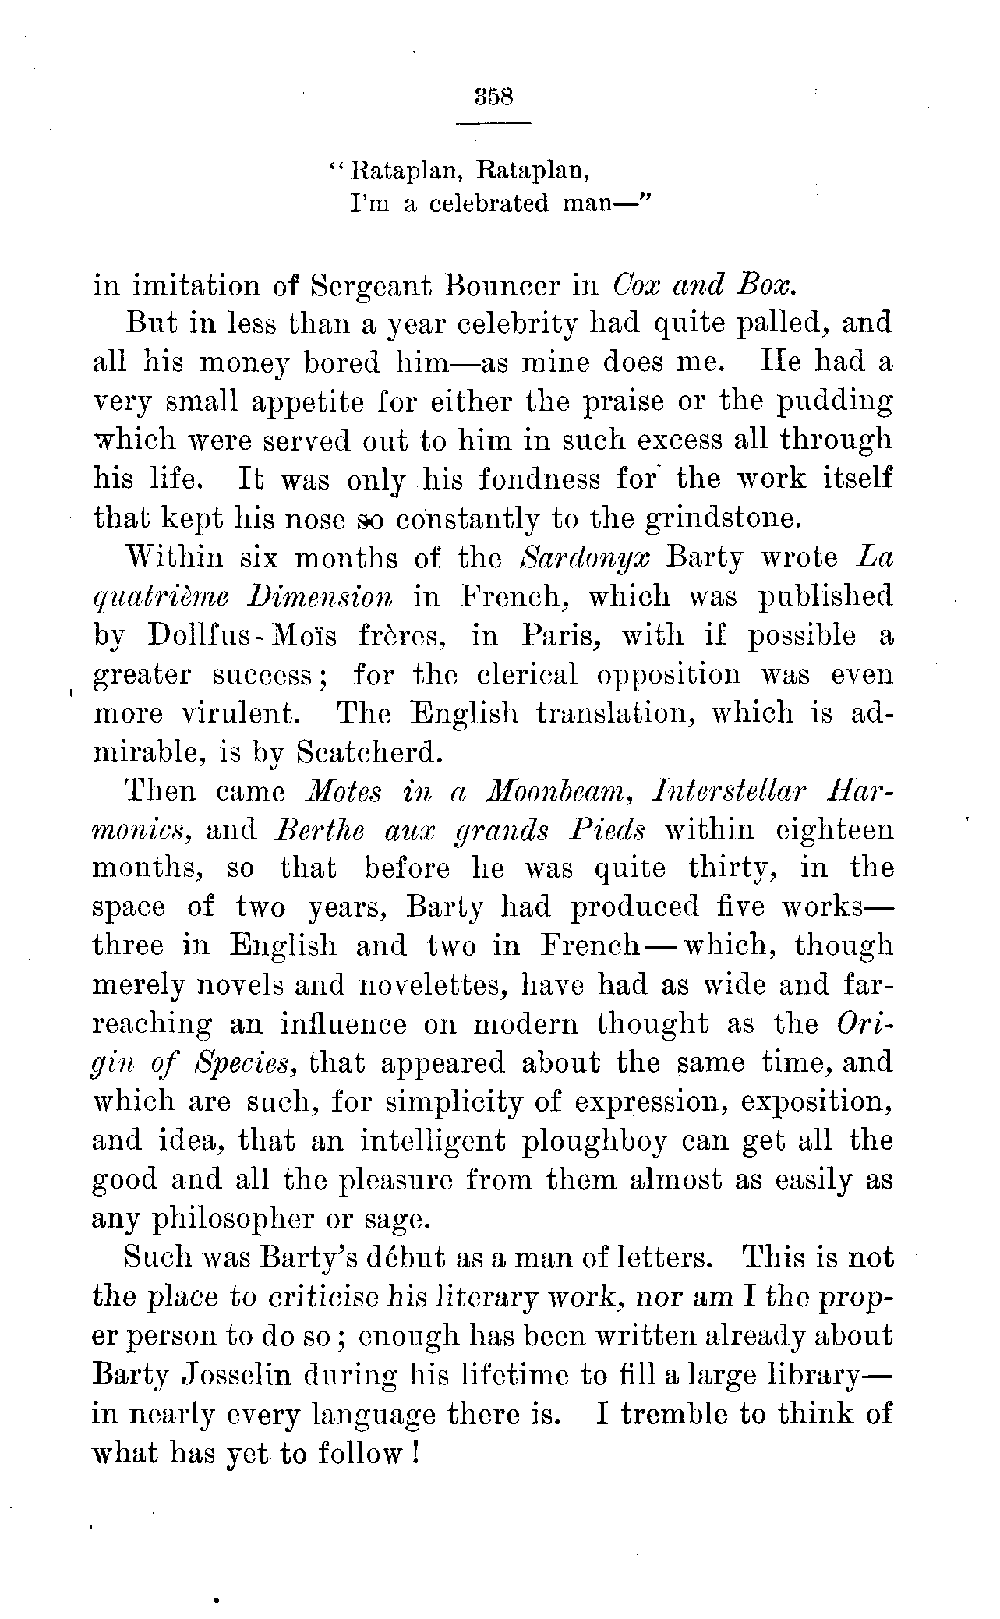 358
“Rataplan, Rataplan,
I'm a celebrated man—”
in imitation of Sergeant Bouncer in Cox and Box.
But in less than a year celebrity had quite palled, and
all his money bored him—as mine does me. He had a
very small appetite for either the praise or the pudding
which were served out to him in such excess all through
his life. It was only his fondness for the work itself
that kept his nose so constantly to the grindstone.
Within six months of the Sardonyx Barty wrote La
quatrième Dimension in French, which was published
by Dollfus-Moïs frères, in Paris, with if possible a
greater success; for the clerical opposition was even
more virulent. The English translation, which is ad-
mirable, is by Scatcherd.
Then came Motes in a Moonbeam, Interstellar Har-
monics, and Berthe aux grands Pieds within eighteen
months, so that before he was quite thirty, in the
space of two years, Barty had produced five works—
three in English and two in French—which, though
merely novels and novelettes, have had as wide and far-
reaching an influence on modern thought as the Ori-
gin of Species, that appeared about the same time, and
which are such, for simplicity of expression, exposition,
and idea, that an intelligent ploughboy can get all the
good and all the pleasure from them almost as easily as
any philosopher or sage.
Such was Barty's début as a man of letters. This is not
the place to criticise his literary work, nor am I the prop-
er person to do so; enough has been written already about
Barty Josselin during his lifetime to fill a large library—
in nearly every language there is. I tremble to think of
what has yet to follow!